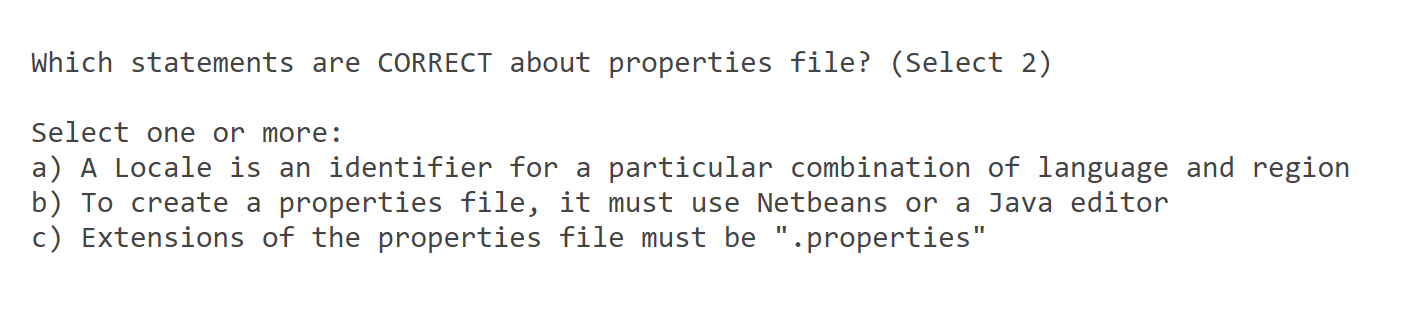 Which statements are CORRECT about properties file? (Select 2)
Select one or more:
a) A Locale is an identifier for a particular combination of language and region
b) To create a properties file, it must use Netbeans or a Java editor
c) Extensions of the properties file must be ".properties"